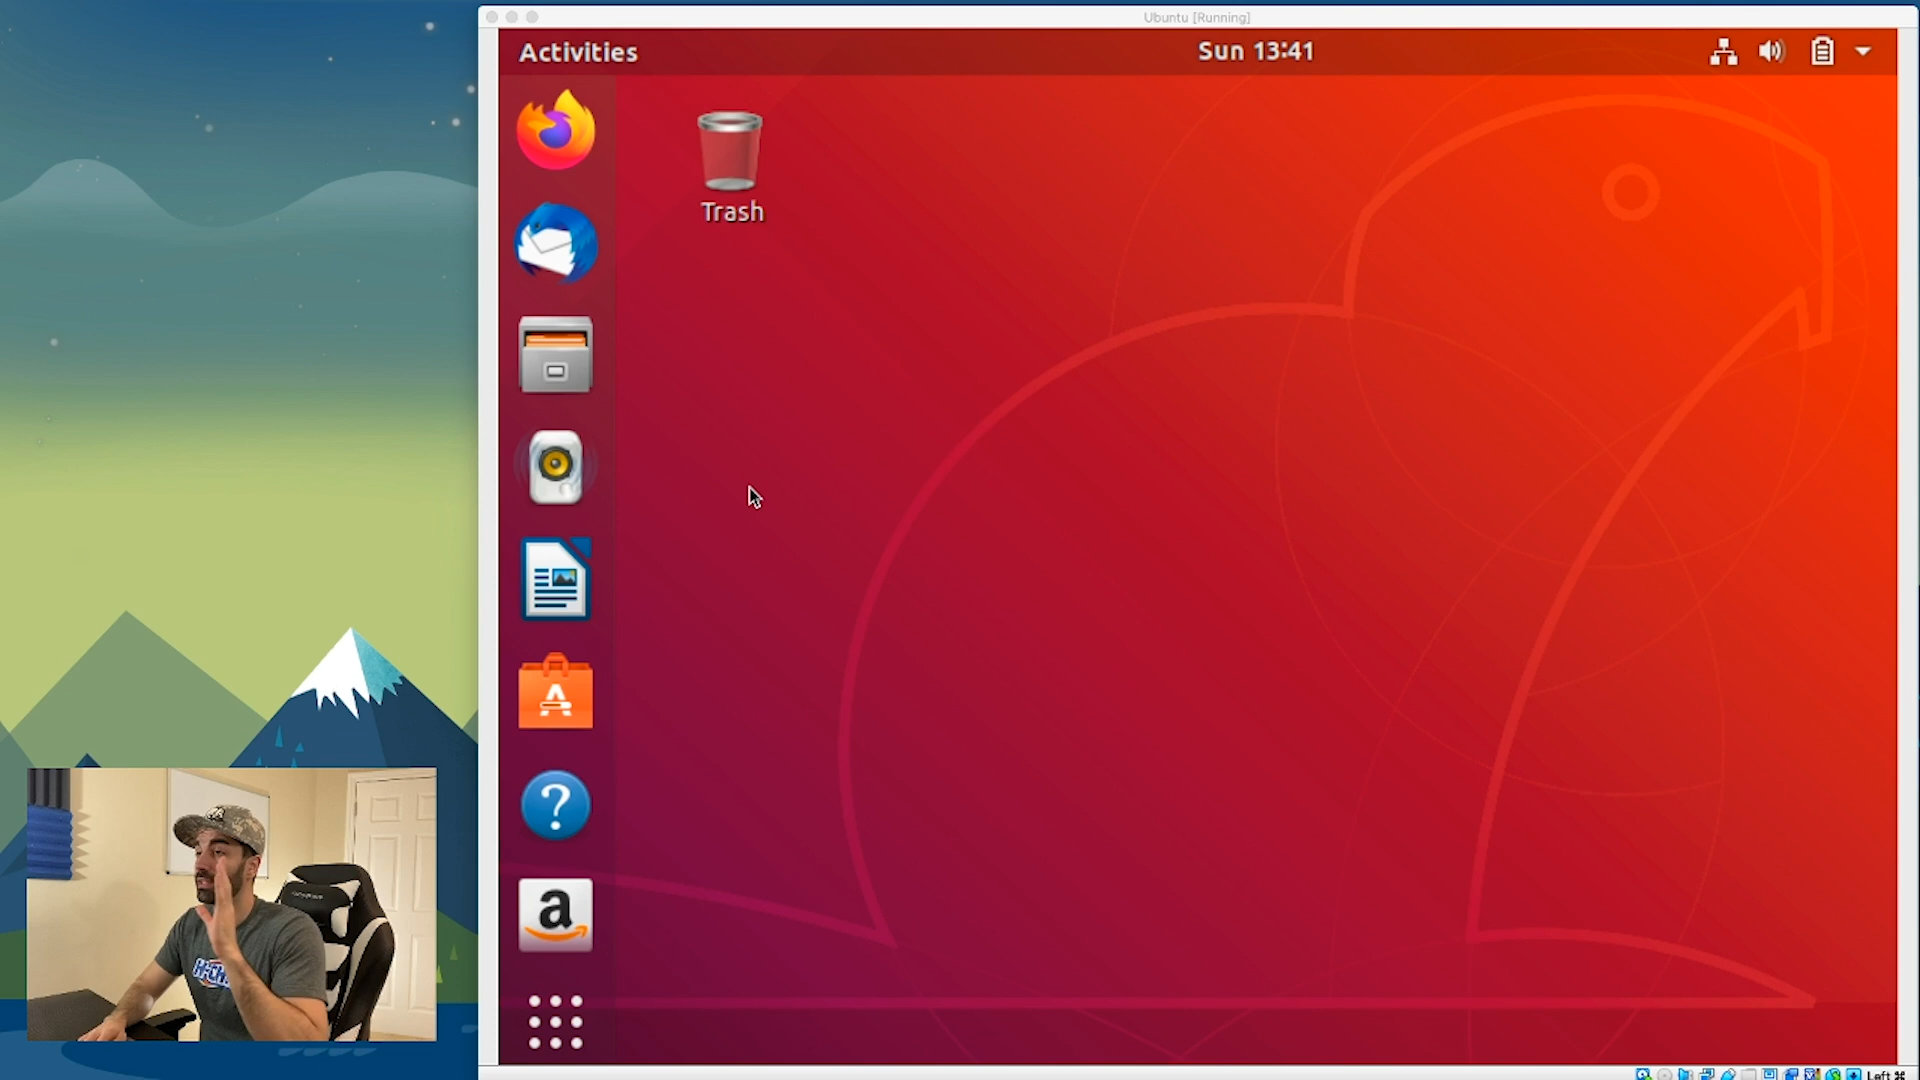 Ubuntu [Running]
Activities
Sun 13:41
Trash
Left ⌘